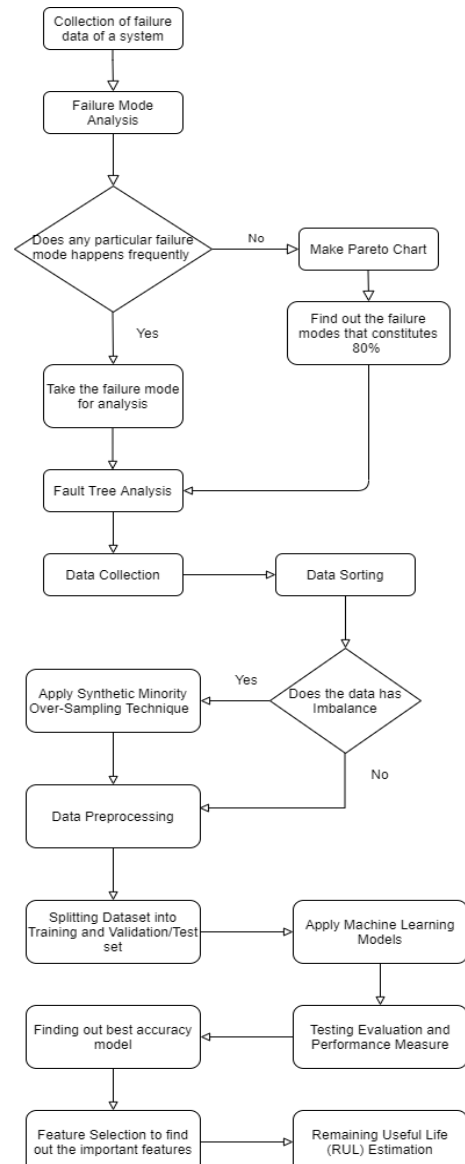 Collection of failure
data of a system
Failure Mode
Analysis
Does any particular failure
mode happens frequently
No
Make Pareto Chart
Find out the failure
modes that constitutes
80%
Yes
Take the failure mode
for analysis
Fault Tree Analysis
Data Collection
Data Sorting
Does the data has
Imbalance
Yes
Apply Synthetic Minority
Over-Sampling Technique
No
Data Preprocessing
Splitting Dataset into
Training and Validation/Test
set
Apply Machine Learning
Models
Testing Evaluation and
Performance Measure
Finding out best accuracy
model
Feature Selection to find
out the important features
Remaining Useful Life
(RUL) Estimation